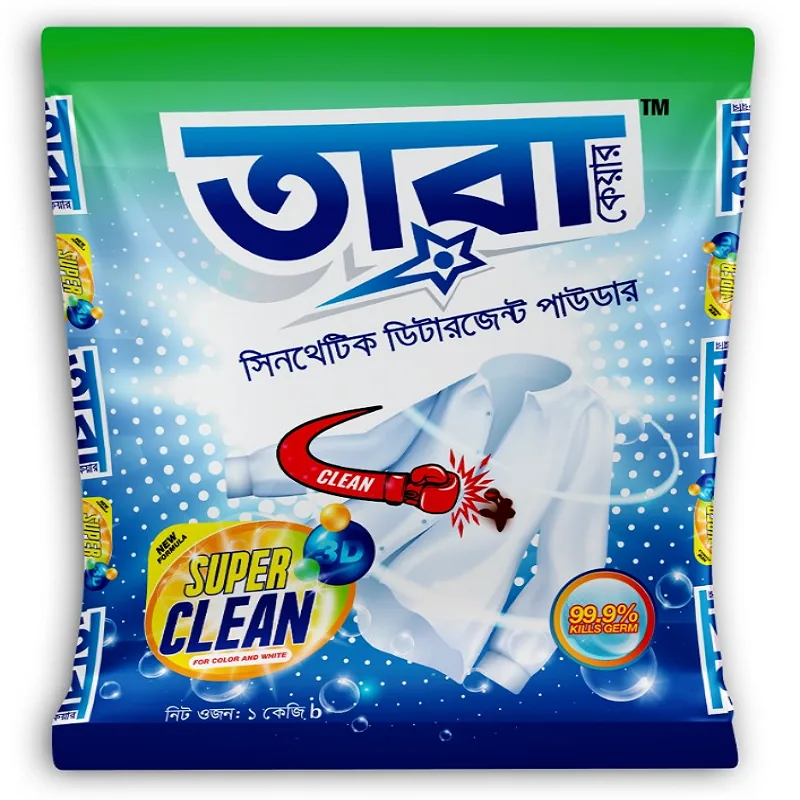 তারা
কেয়ার
TM
সিনথেটিক ডিটারজেন্ট পাউডার
CLEAN
NEW
FORMULA
SUPER
3D
CLEAN
FOR COLOR AND WHITE
99.9%
KILLS GERM
নিট ওজন: ১ কেজি b